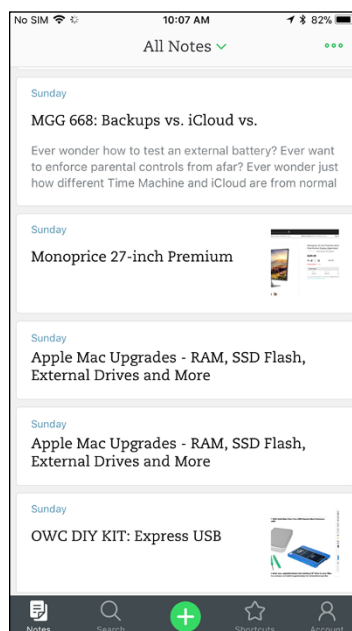 No SIM 10:07 AM 82%
All Notes
Sunday
MGG 668: Backups vs. iCloud vs.
Ever wonder how to test an external battery? Ever want
to enforce parental controls from afar? Ever wonder just
how different Time Machine and iCloud are from normal
Sunday
Monoprice 27-inch Premium
Sunday
Apple Mac Upgrades - RAM, SSD Flash,
External Drives and More
Sunday
Apple Mac Upgrades - RAM, SSD Flash,
External Drives and More
Sunday
OWC DIY KIT: Express USB
Notes Search Shortcuts Account